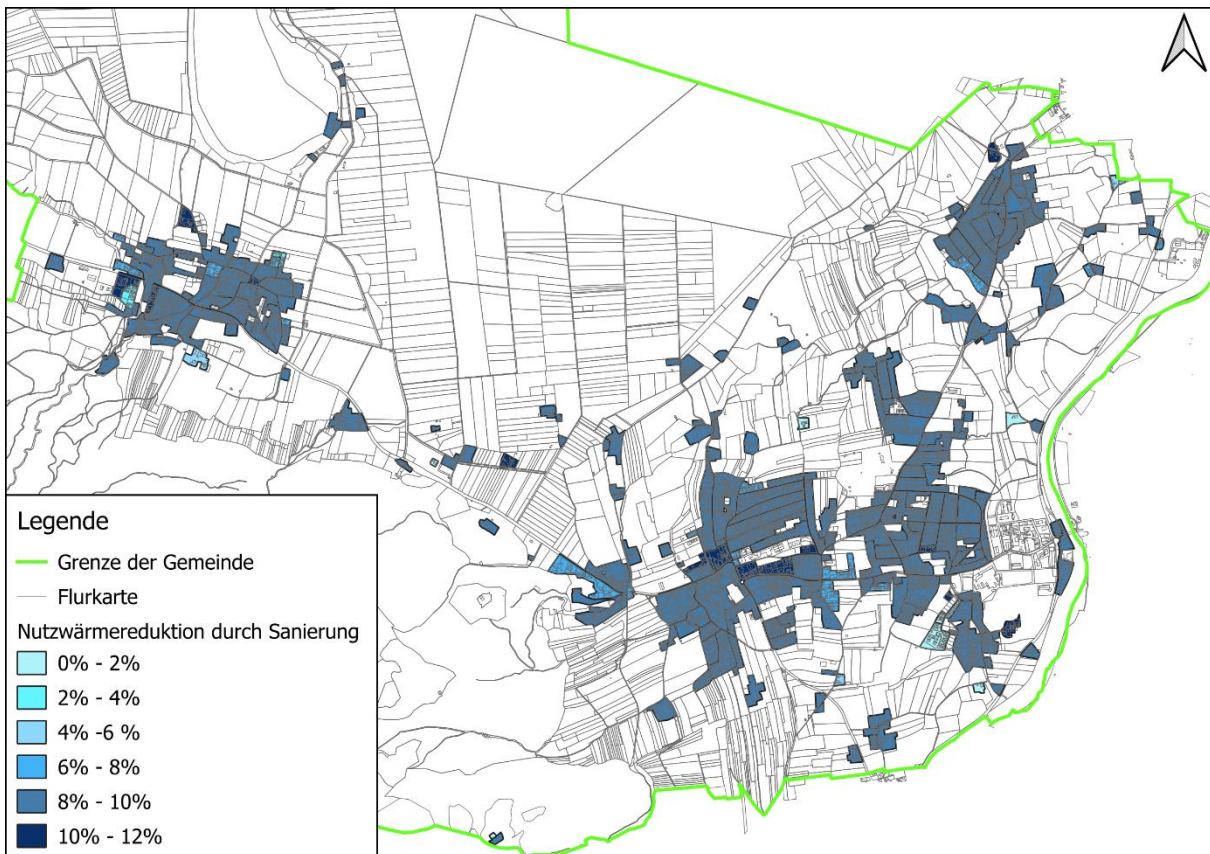 Legende
Grenze der Gemeinde
Flurkarte
Nutzwärmereduktion durch Sanierung
0% - 2%
2% - 4%
4% -6 %
6% - 8%
8% - 10%
10% - 12%